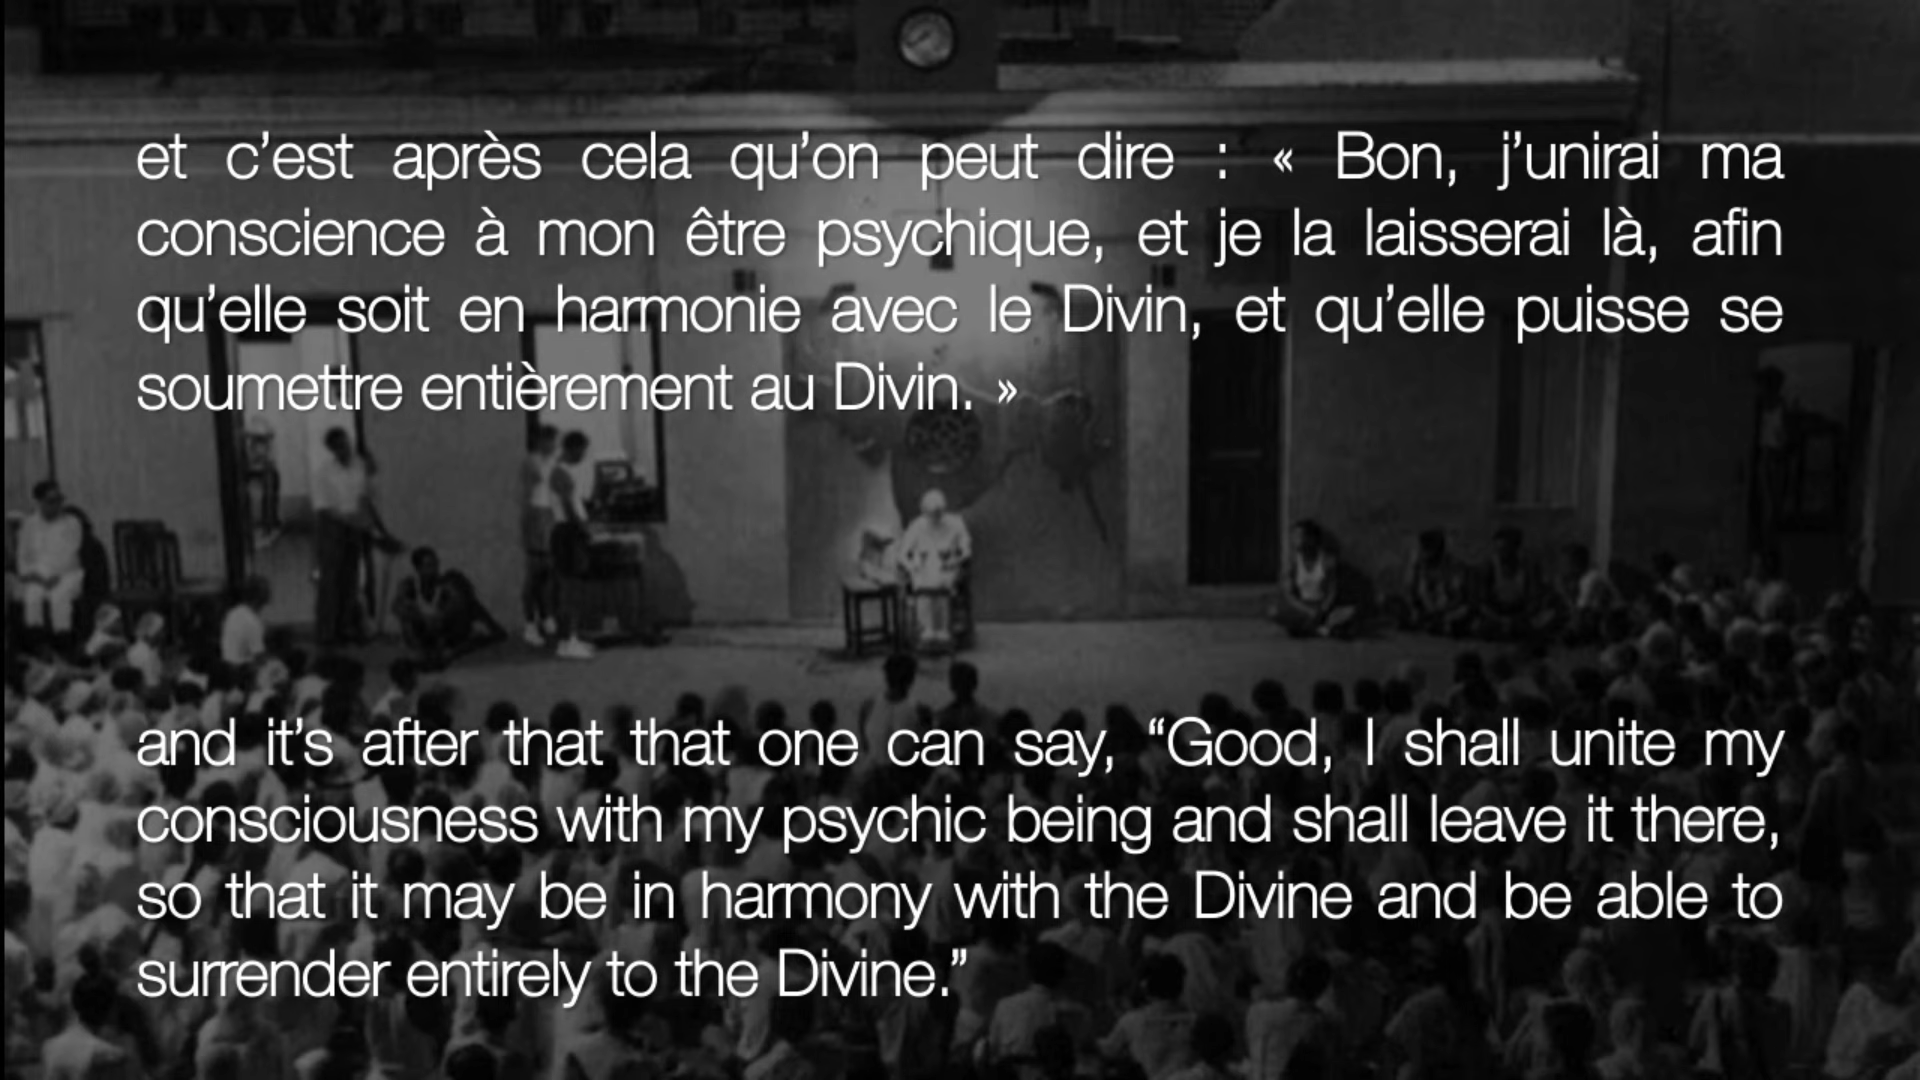 et c’est après cela qu’on peut dire : « Bon, j’unirai ma
conscience à mon être psychique, et je la laisserai là, afin
qu’elle soit en harmonie avec le Divin, et qu’elle puisse se
soumettre entièrement au Divin. »
and it’s after that that one can say, “Good, I shall unite my
consciousness with my psychic being and shall leave it there,
so that it may be in harmony with the Divine and be able to
surrender entirely to the Divine.”